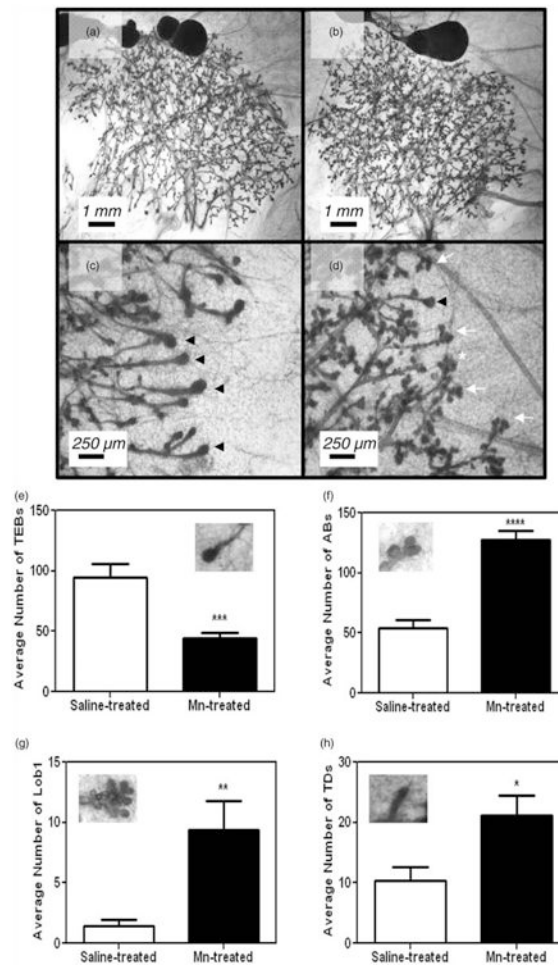 (a)
(b)
1 mm
1 mm
(c)
(d)
250 µm
250 µm
(e)
(f)
Average Number of TEBs
150
100
50
0
***
Saline-treated
Mn-treated
Average Number of ABs
150
100
50
0
****
Saline-treated
Mn-treated
(g)
(h)
Average Number of Lob1
15
10
5
0
**
Saline-treated
Mn-treated
Average Number of TDs
30
20
10
0
*
Saline-treated
Mn-treated